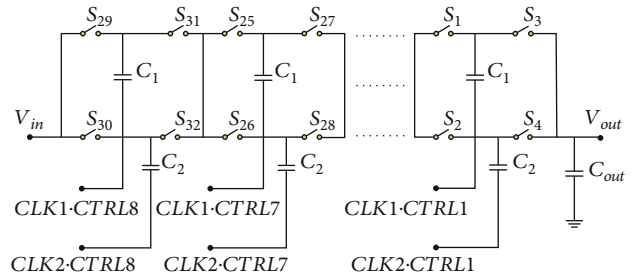 S29 S31 S25 S27 S1 S3
C1 C1 C1
Vin S30 S32 S26 S28 S2 S4 Vout
C2 C2 C2 Cout
CLK1·CTRL8 CLK1·CTRL7 CLK1·CTRL1
CLK2·CTRL8 CLK2·CTRL7 CLK2·CTRL1